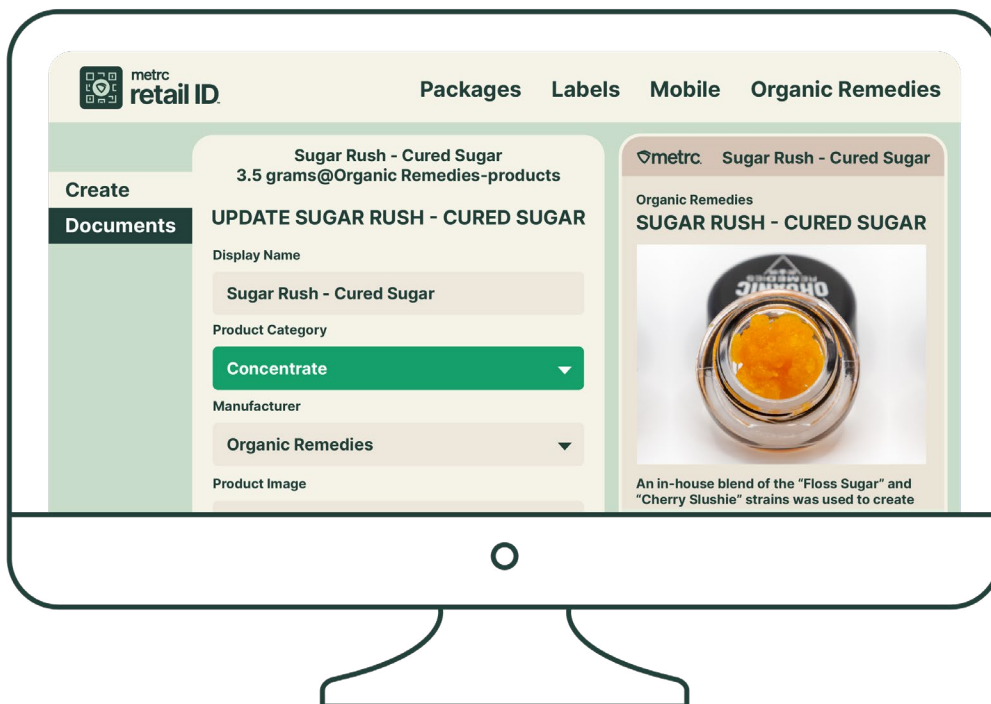 metrc
retail ID
Packages Labels Mobile Organic Remedies
Create
Documents
Sugar Rush - Cured Sugar
3.5 grams@Organic Remedies-products
UPDATE SUGAR RUSH - CURED SUGAR
Display Name
Sugar Rush - Cured Sugar
Product Category
Concentrate
Manufacturer
Organic Remedies
Product Image
metrc. Sugar Rush - Cured Sugar
Organic Remedies
SUGAR RUSH - CURED SUGAR
ORGANIC
REMEDIES
An in-house blend of the “Floss Sugar” and
“Cherry Slushie” strains was used to create